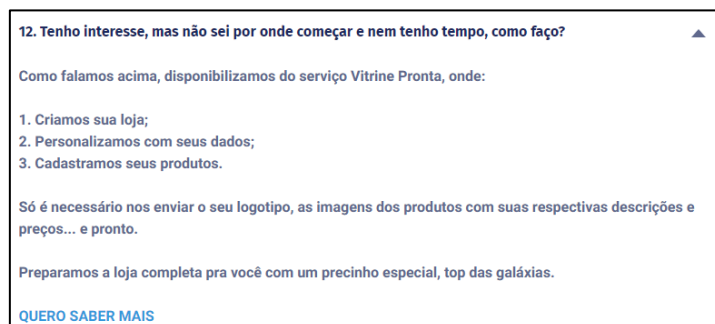 12. Tenho interesse, mas não sei por onde começar e nem tenho tempo, como faço?
Como falamos acima, disponibilizamos do serviço Vitrine Pronta, onde:
1. Criamos sua loja;
2. Personalizamos com seus dados;
3. Cadastramos seus produtos.
Só é necessário nos enviar o seu logotipo, as imagens dos produtos com suas respectivas descrições e
preços... e pronto.
Preparamos a loja completa pra você com um precinho especial, top das galáxias.
QUERO SABER MAIS